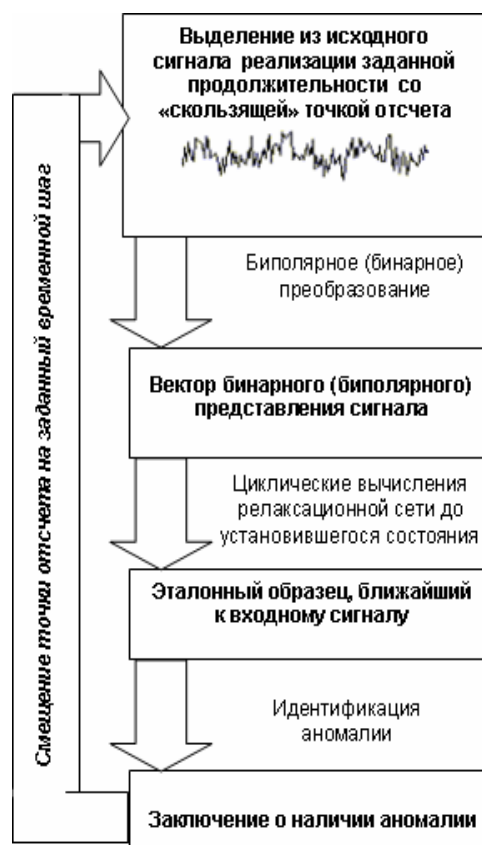 Выделение из исходного
сигнала реализации заданной
продолжительности со
«скользящей» точкой отсчета
Биполярное (бинарное)
преобразование
Вектор бинарного (биполярного)
представления сигнала
Циклические вычисления
релаксационной сети до
установившегося состояния
Эталонный образец, ближайший
к входному сигналу
Идентификация
аномалии
Заключение о наличии аномалии
Смещение точки отсчета на заданный временной шаг